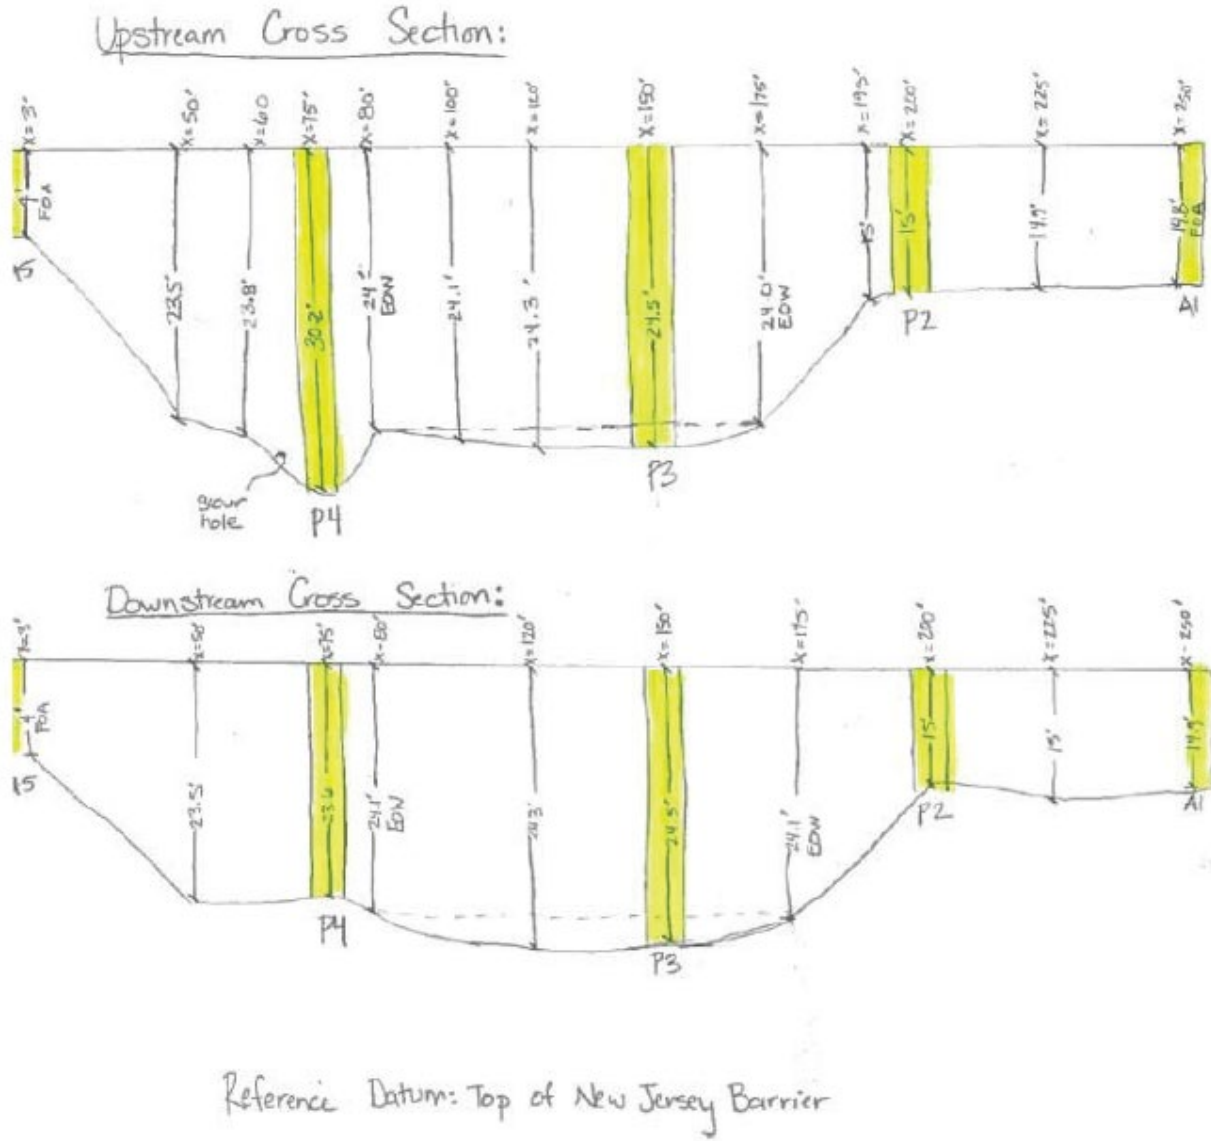 Upstream Cross Section:
x=3' x=50' x=60 x=75' x=80' x=100' x=120' x=150' x=175' x=195' x=200' x=225' x-250'
4' FOA 23.5' 23.8' 30.2' 24' EOW 24.1' 24.3' 24.5' 24.0' EOW 15' 15' 14.9' 14.8' FOA
P2 A1
P3
scour hole
P4
Downstream Cross Section:
x=3' x=50' x=75' x-80' x=120' x=150' x=175' x=200' x=225' x-250'
4' FOA 23.5' 23.6 24.1' EOW 24.3' 24.5' 24.1' EOW 15' 15' 14.9'
P4 P3 P2 A1
Reference Datum: Top of New Jersey Barrier